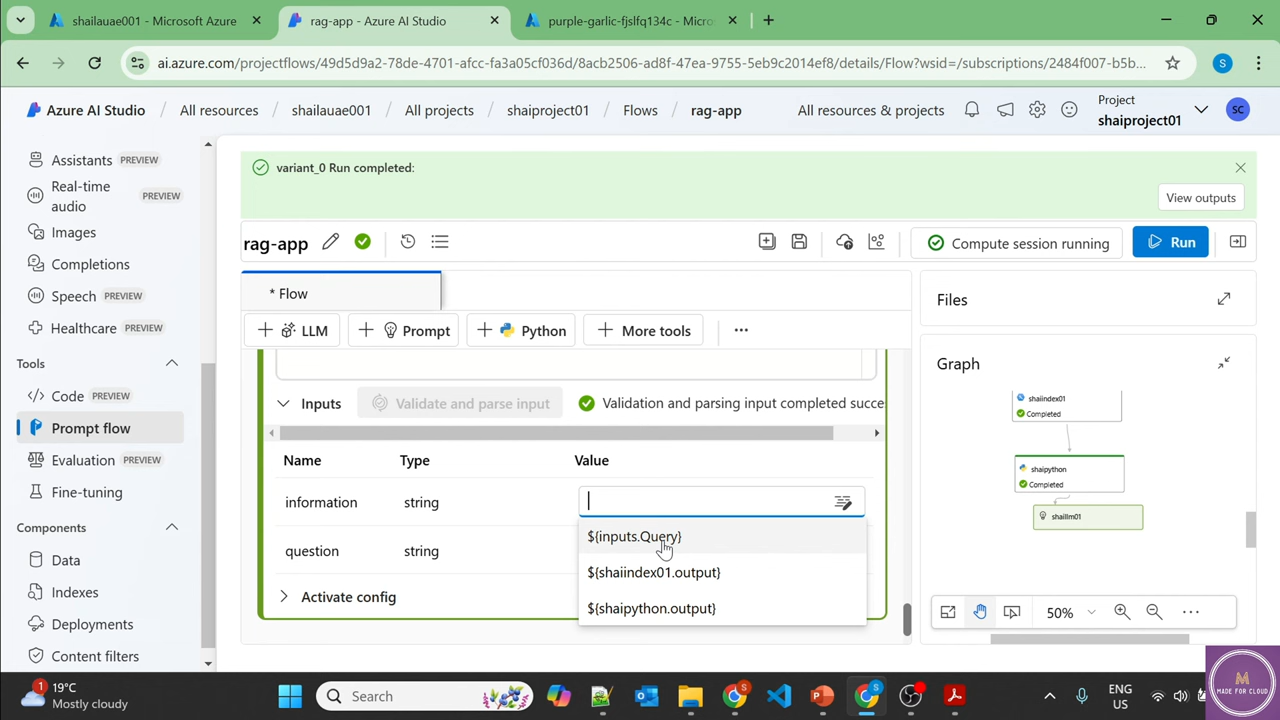 shailauae001 - Microsoft Azure
rag-app - Azure AI Studio
purple-garlic-fjslfq134c - Micros
ai.azure.com/projectflows/49d5d9a2-78de-4701-afcc-fa3a05cf036d/8acb2506-ad8f-47ea-9755-5eb9c2014ef8/details/Flow?wsid=/subscriptions/2484f007-b5b...
S
Azure AI Studio / All resources / shailauae001 / All projects / shaiproject01 / Flows / rag-app
All resources & projects
Project
shaiproject01
SC
Assistants PREVIEW
Real-time audio PREVIEW
Images
Completions
Speech PREVIEW
Healthcare PREVIEW
Tools
Code PREVIEW
Prompt flow
Evaluation PREVIEW
Fine-tuning
Components
Data
Indexes
Deployments
Content filters
variant_0 Run completed:
View outputs
rag-app
Compute session running
Run
* Flow
LLM
Prompt
Python
More tools
Inputs
Validate and parse input
Validation and parsing input completed succe
Name Type Value
information string
question string
${inputs.Query}
${shaiindex01.output}
${shaipython.output}
Activate config
Files
Graph
shaiindex01
Completed
shaipython
Completed
shaillm01
50%
1
19°C
Mostly cloudy
Search
ENG
VEQ
M
MADE FOR CLOUD